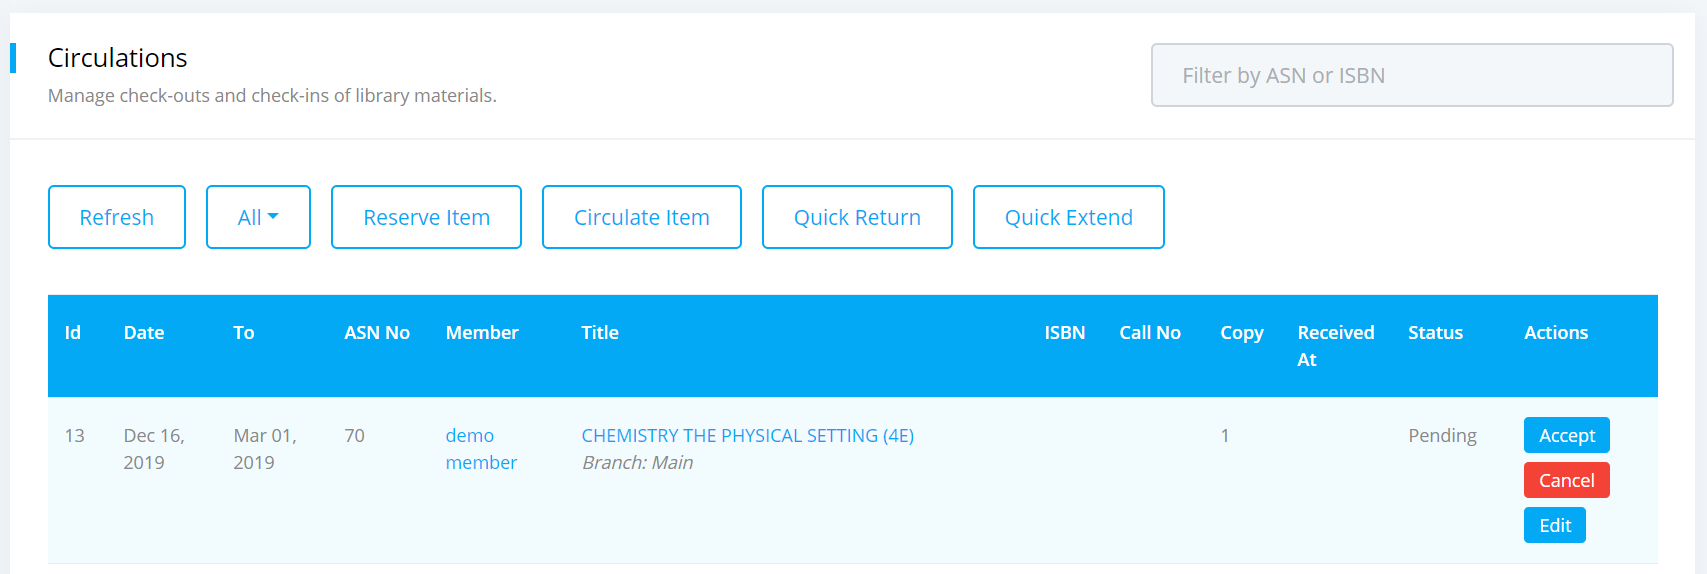 Circulations
Manage check-outs and check-ins of library materials.
Filter by ASN or ISBN
Refresh
All
Reserve Item
Circulate Item
Quick Return
Quick Extend
Id Date To ASN No Member Title ISBN Call No Copy Received Status Actions
At
13 Dec 16, Mar 01, 70 demo CHEMISTRY THE PHYSICAL SETTING (4E) 1 Pending Accept
2019 2019 member Branch: Main
Cancel
Edit